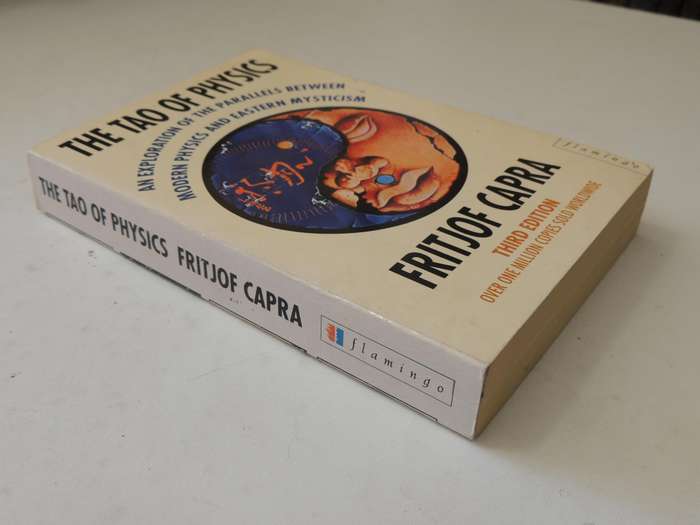 THE TAO OF PHYSICS
AN EXPLORATION OF THE PARALLELS BETWEEN
MODERN PHYSICS AND EASTERN MYSTICISM
flamingo
FRITJOF CAPRA
THIRD EDITION
OVER ONE MILLION COPIES SOLD WORLDWIDE
THE TAO OF PHYSICS FRITJOF CAPRA
flamingo